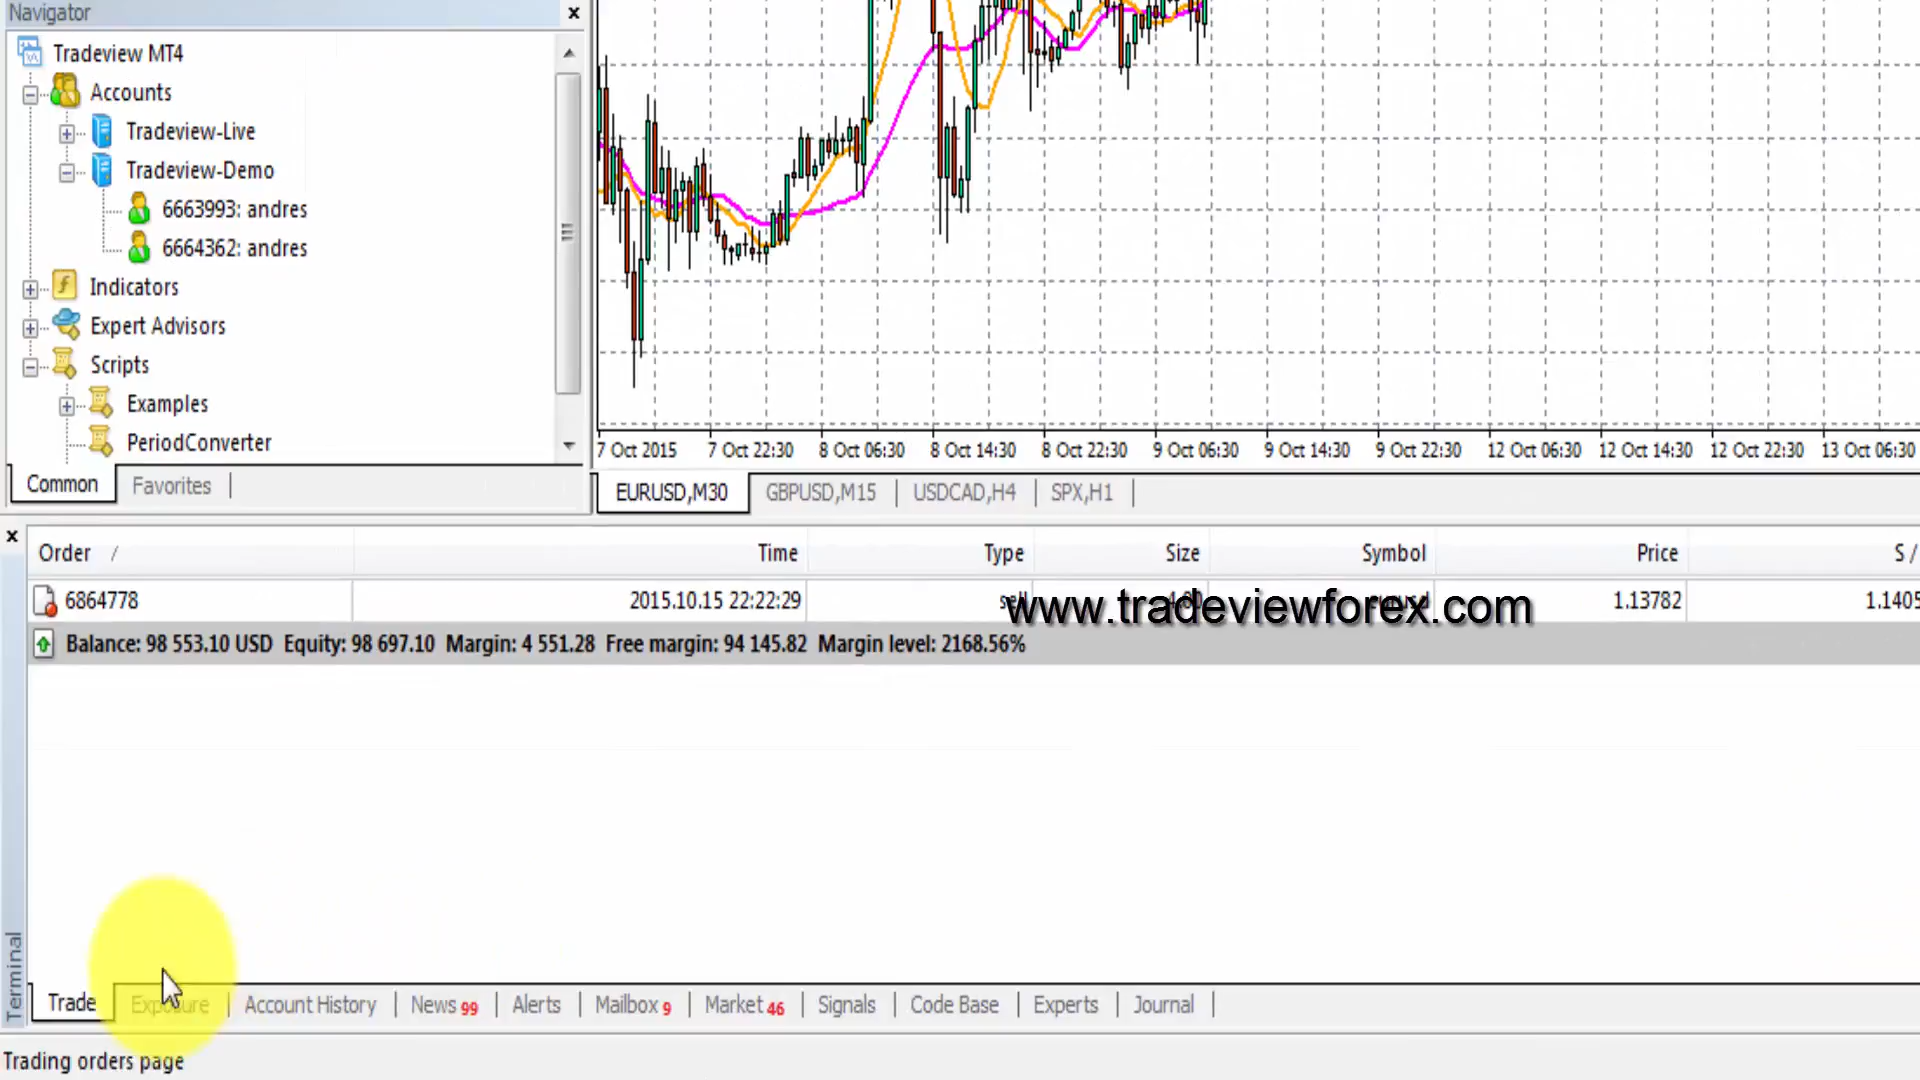 Navigator
Tradeview MT4
Accounts
Tradeview-Live
Tradeview-Demo
6663993: andres
6664362: andres
Indicators
Expert Advisors
Scripts
Examples
PeriodConverter
Common Favorites
7 Oct 2015 7 Oct 22:30 8 Oct 06:30 8 Oct 14:30 8 Oct 22:30 9 Oct 06:30 9 Oct 14:30 9 Oct 22:30 12 Oct 06:30 12 Oct 14:30 12 Oct 22:30 13 Oct 06:30
EURUSD,M30 GBPUSD,M15 USDCAD,H4 SPX,H1
Order / Time Type Size Symbol Price S /
6864778 2015.10.15 22:22:29 sell 4.00 eurusd 1.13782 1.1405
www.tradeviewforex.com
Balance: 98 553.10 USD Equity: 98 697.10 Margin: 4 551.28 Free margin: 94 145.82 Margin level: 2168.56%
Terminal
Trade Exposure Account History News 99 Alerts Mailbox 9 Market 46 Signals Code Base Experts Journal
Trading orders page